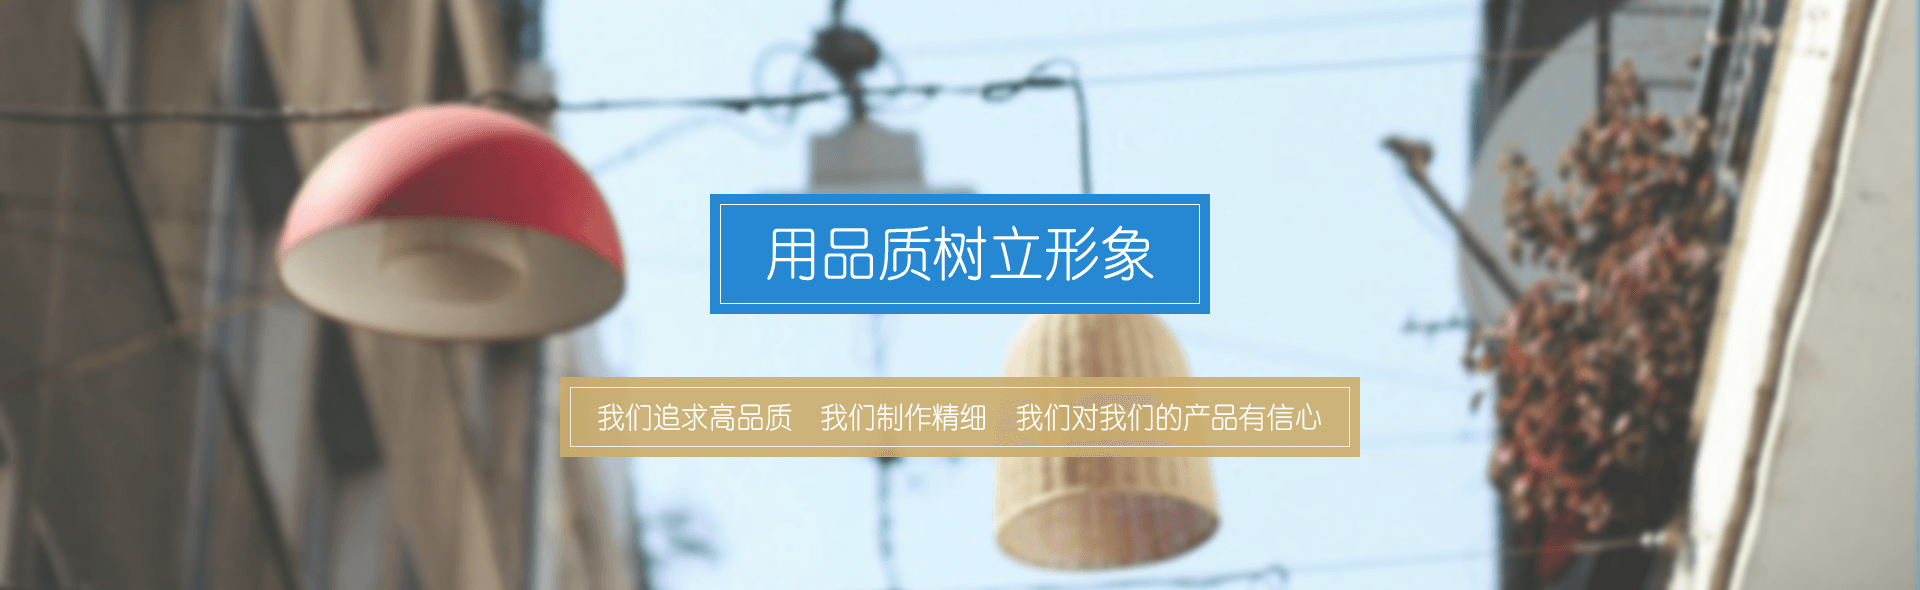 用品质树立形象
我们追求高品质 我们制作精细 我们对我们的产品有信心